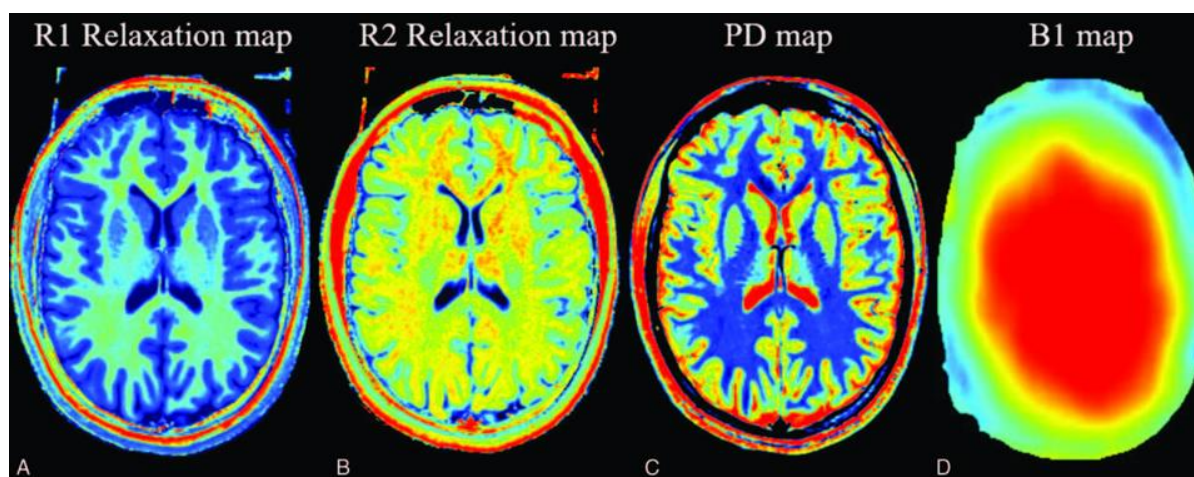 R1 Relaxation map
R2 Relaxation map
PD map
B1 map
A
B
C
D